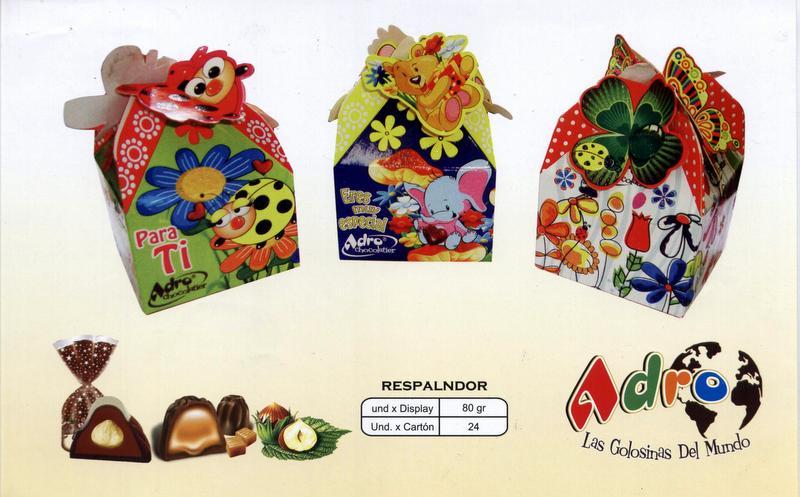 Para
Ti
Adro
chocolatier
Eres
muy
especial
Adro
chocolatier
RESPALNDOR
und x Display 80 gr
Und. x Cartón 24
Adro
Las Golosinas Del Mundo